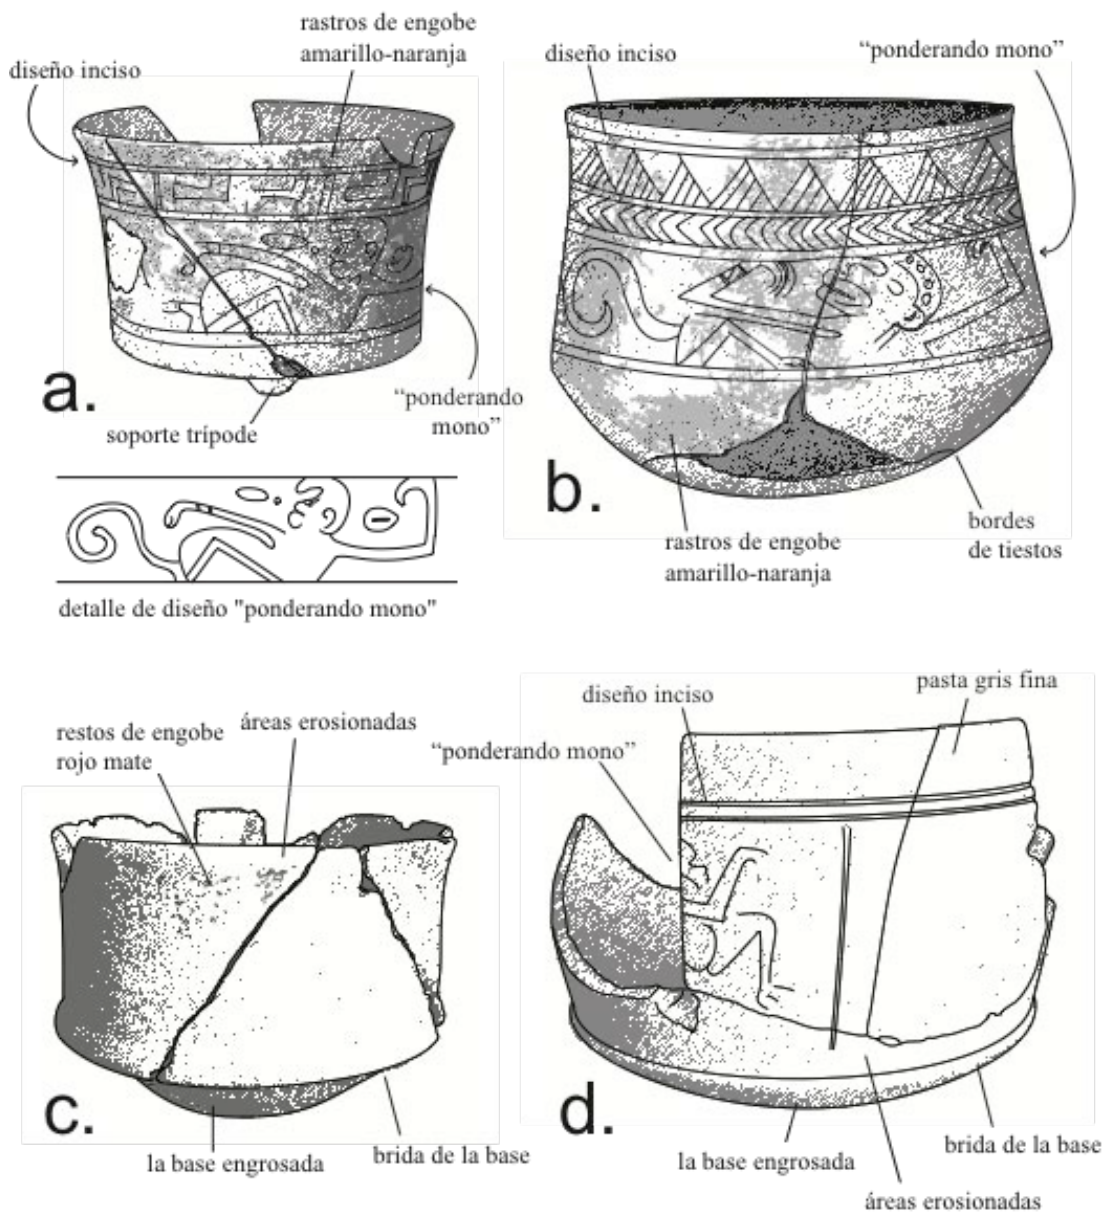 rastros de engobe
amarillo-naranja
diseño inciso
"ponderando
mono"
soporte trípode
a.
detalle de diseño "ponderando mono"
diseño inciso
“ponderando mono”
b.
rastros de engobe
amarillo-naranja
bordes
de tiestos
restos de engobe
rojo mate
áreas erosionadas
c.
la base engrosada
brida de la base
pasta gris fina
diseño inciso
“ponderando mono”
d.
la base engrosada
brida de la base
áreas erosionadas